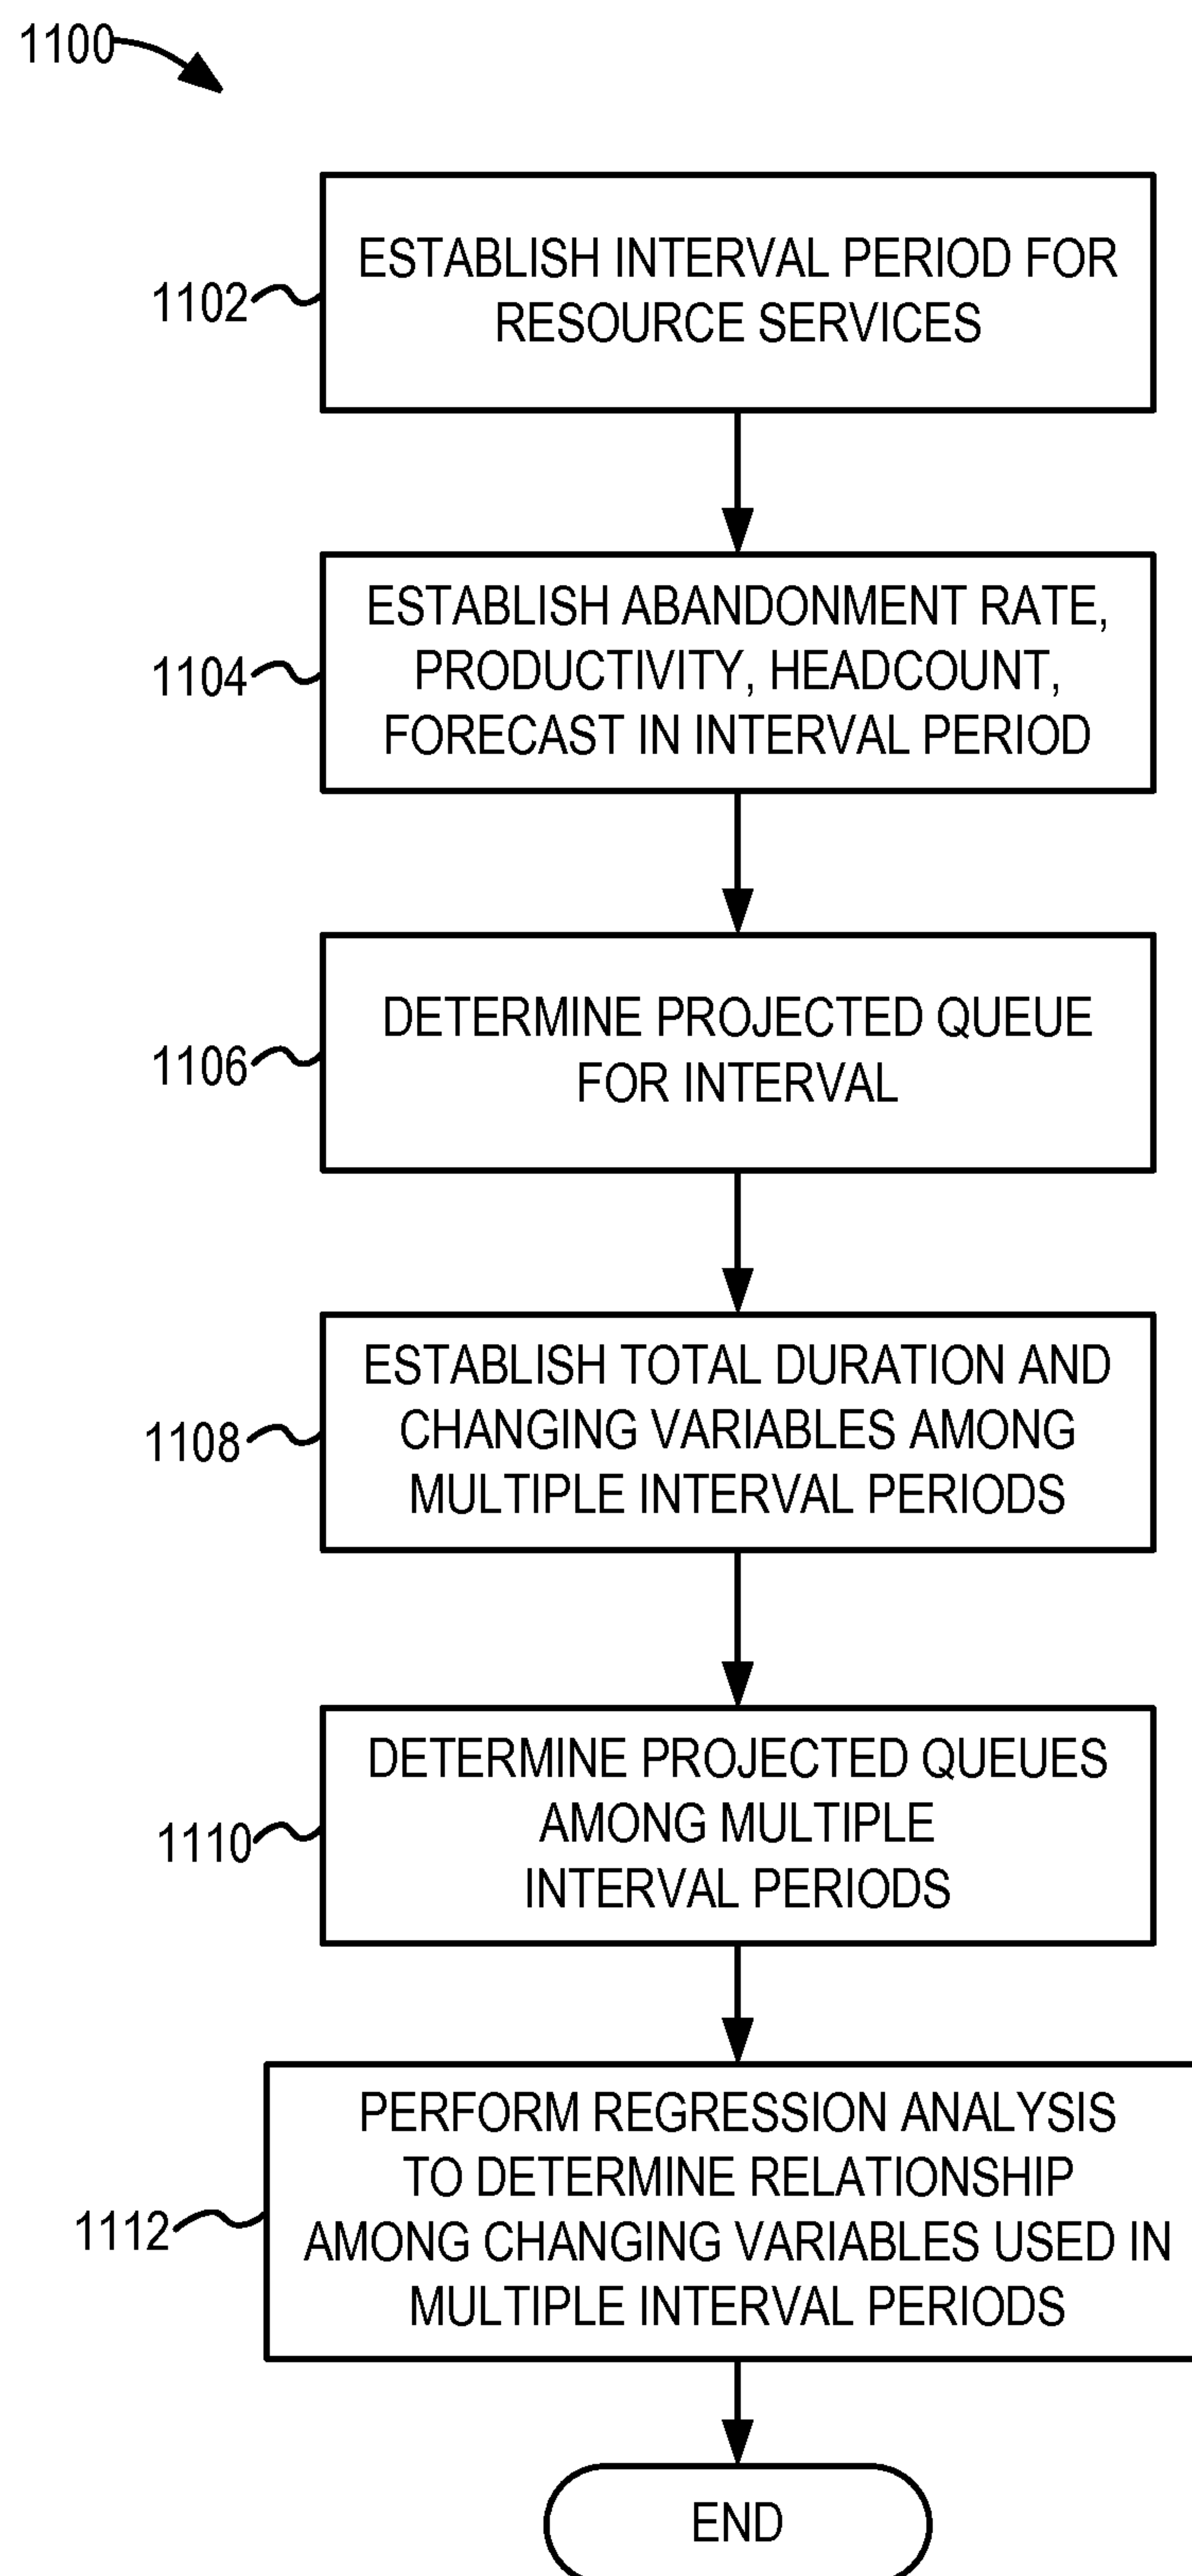 1100
1102
ESTABLISH INTERVAL PERIOD FOR
RESOURCE SERVICES
1104
ESTABLISH ABANDONMENT RATE,
PRODUCTIVITY, HEADCOUNT,
FORECAST IN INTERVAL PERIOD
1106
DETERMINE PROJECTED QUEUE
FOR INTERVAL
1108
ESTABLISH TOTAL DURATION AND
CHANGING VARIABLES AMONG
MULTIPLE INTERVAL PERIODS
1110
DETERMINE PROJECTED QUEUES
AMONG MULTIPLE
INTERVAL PERIODS
1112
PERFORM REGRESSION ANALYSIS
TO DETERMINE RELATIONSHIP
AMONG CHANGING VARIABLES USED IN
MULTIPLE INTERVAL PERIODS
END